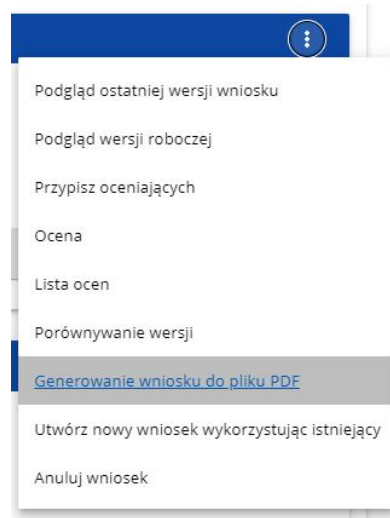 Podgląd ostatniej wersji wniosku
Podgląd wersji roboczej
Przypisz oceniających
Ocena
Lista ocen
Porównywanie wersji
Generowanie wniosku do pliku PDF
Utwórz nowy wniosek wykorzystując istniejący
Anuluj wniosek